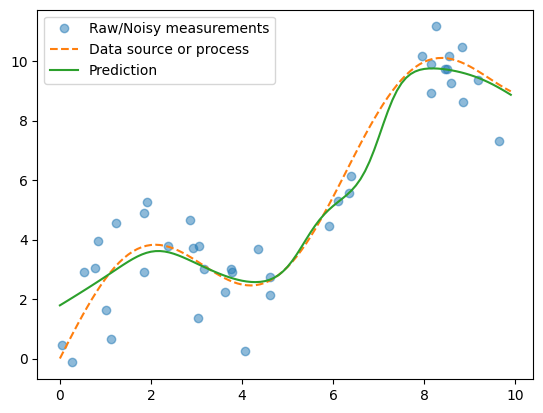 Raw/Noisy measurements
Data source or process
Prediction
10
8
6
4
2
0
0 2 4 6 8 10